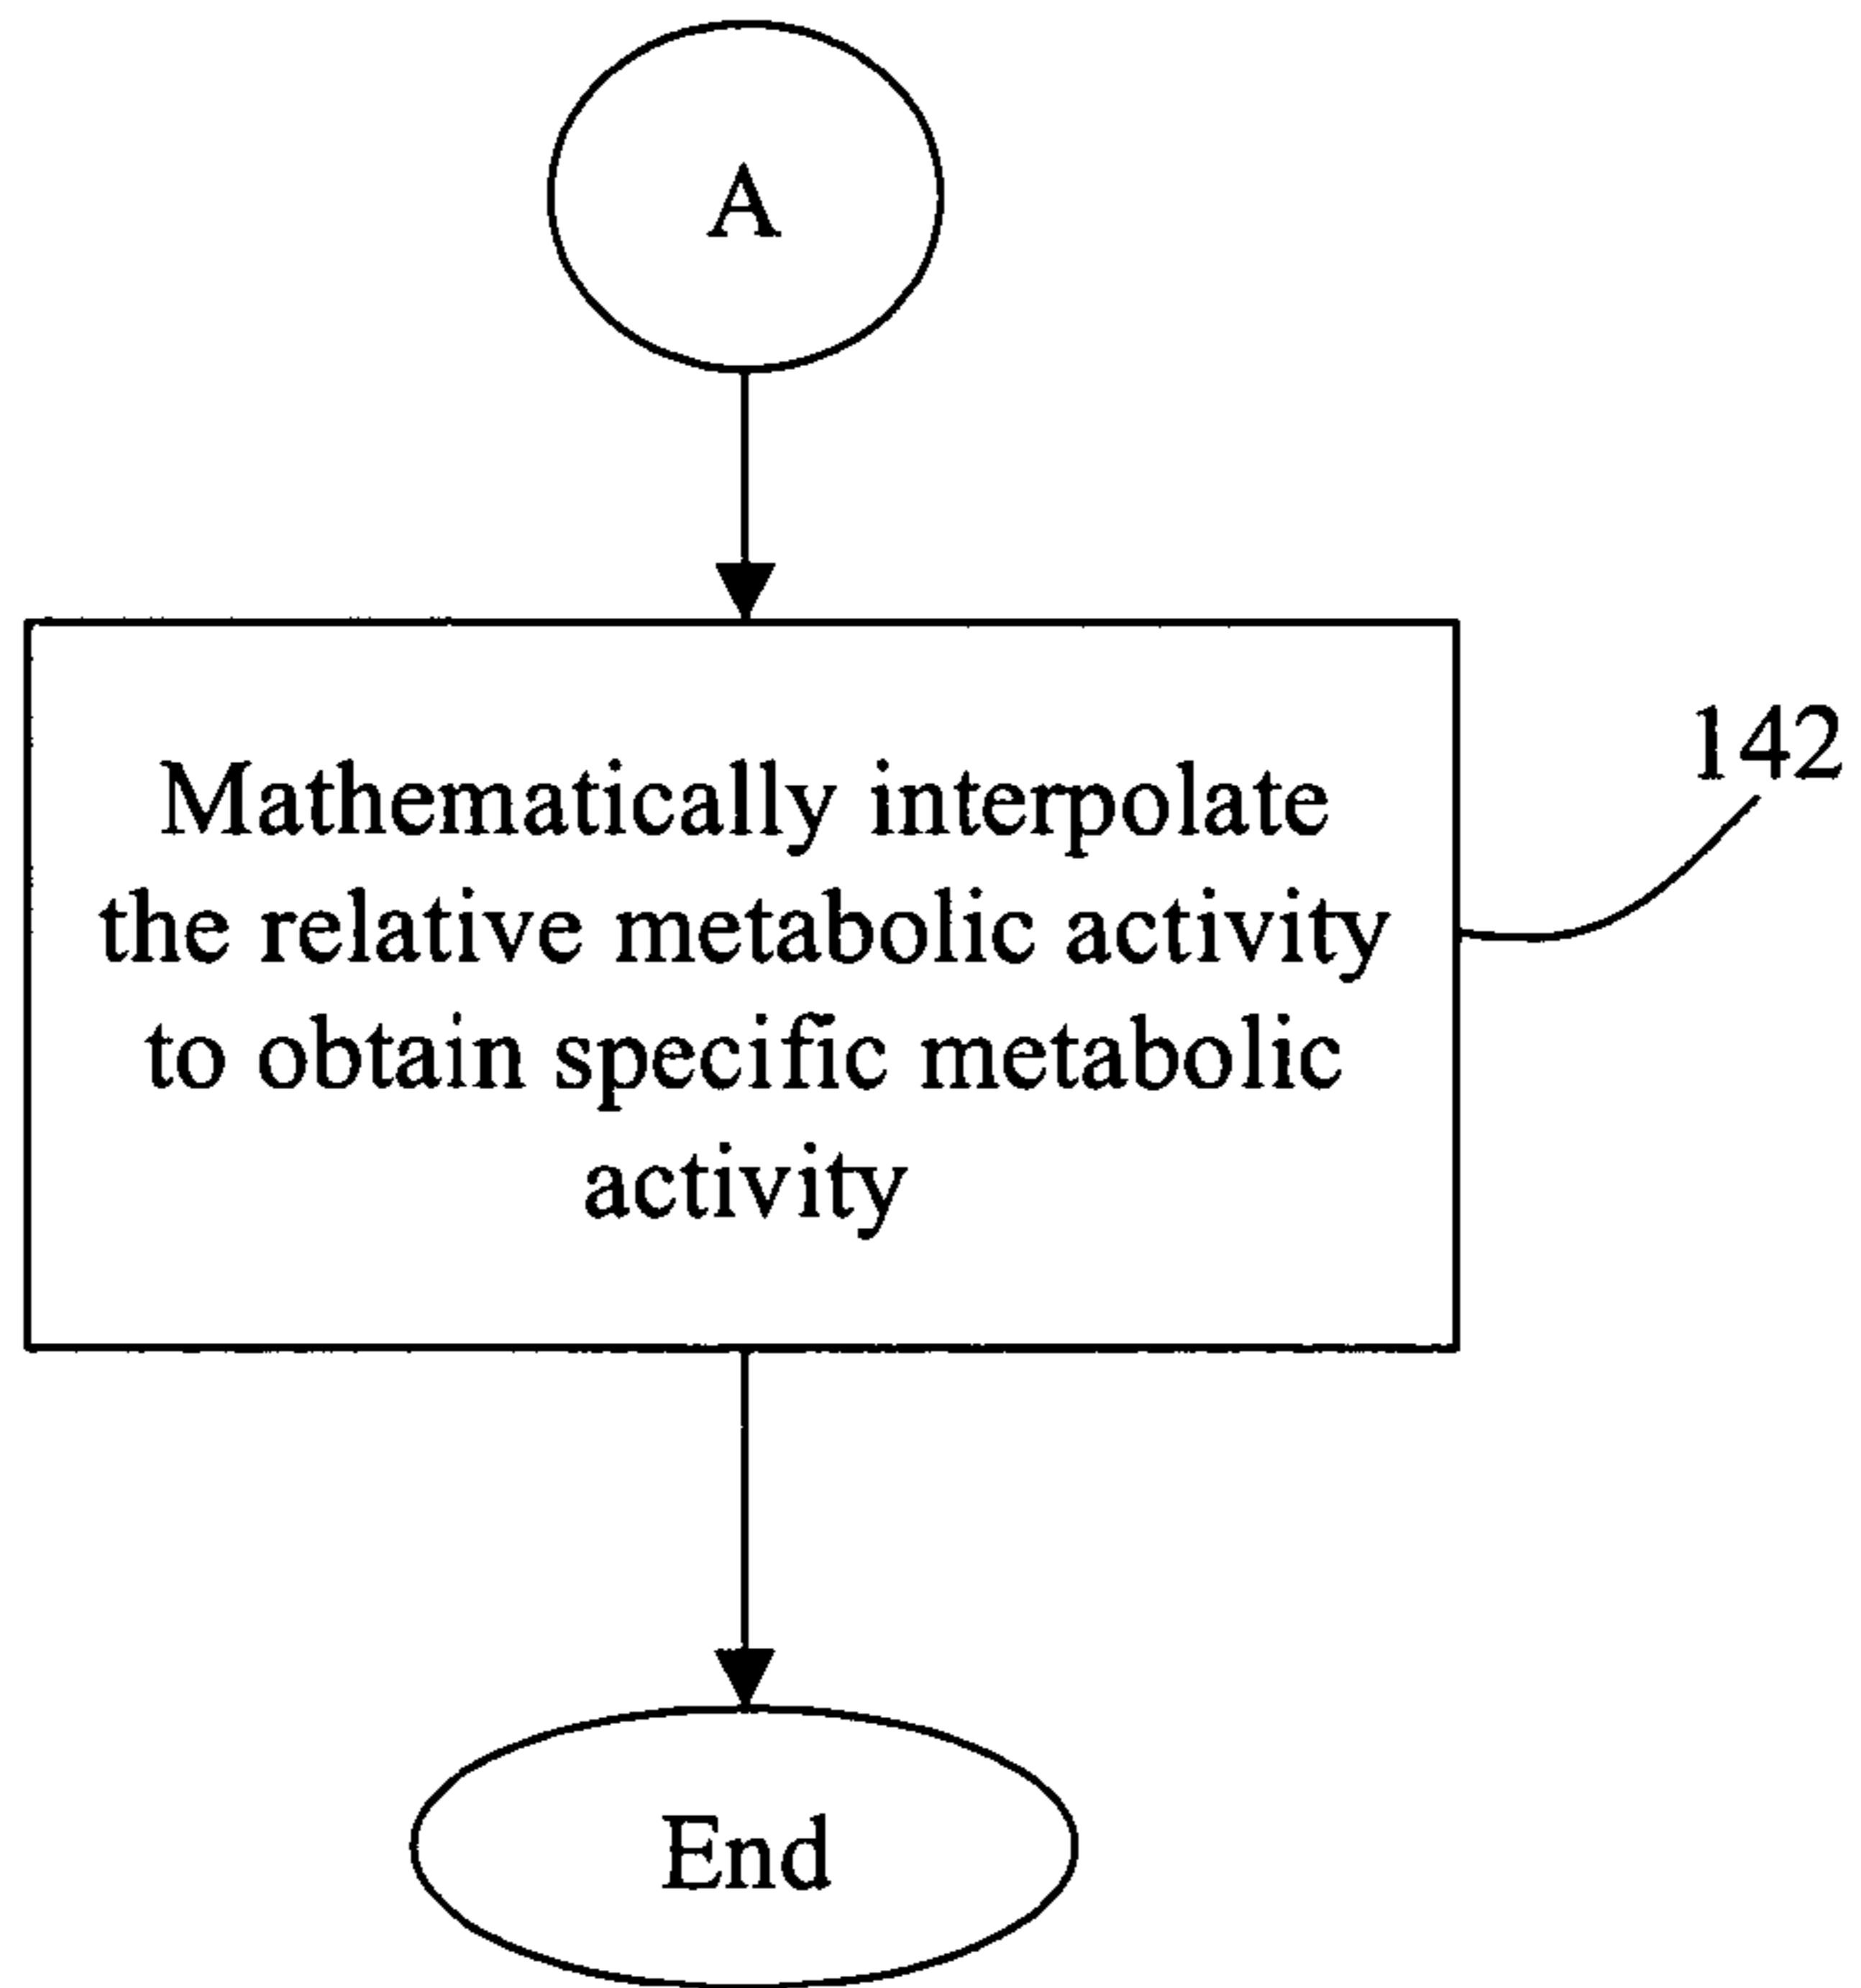 A
Mathematically interpolate
142
the relative metabolic activity
to obtain specific metabolic
activity
End